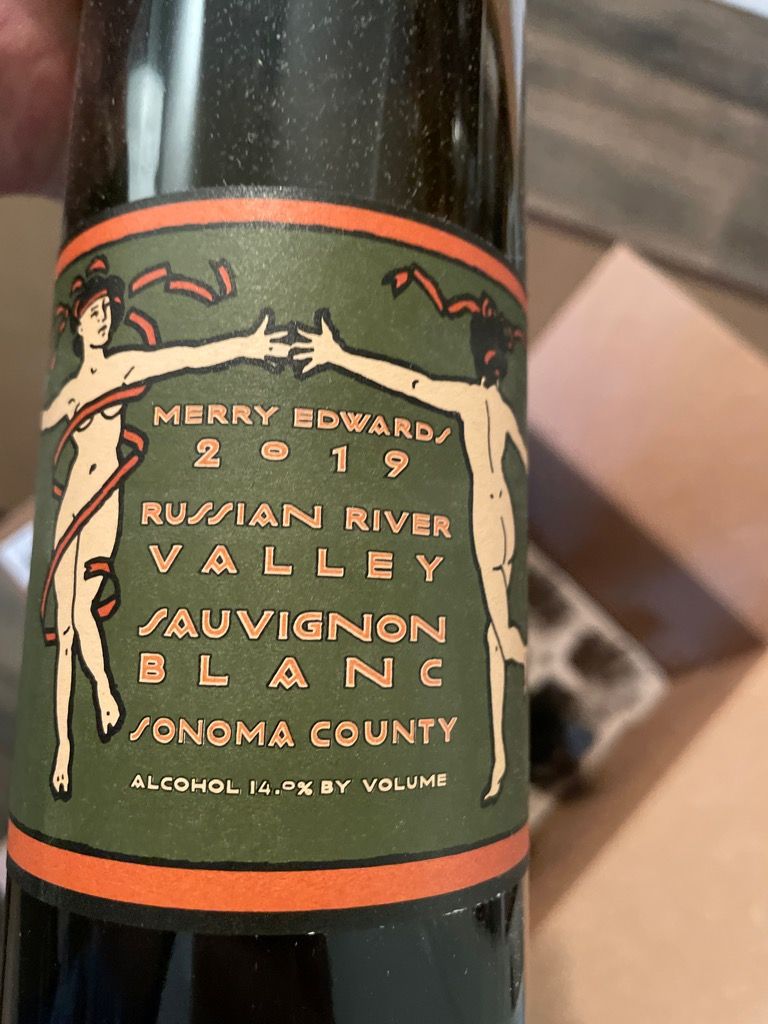 MERRY EDWARDS
2019
RUSSIAN RIVER
VALLEY
SAUVIGNON
BLANC
SONOMA COUNTY
ALCOHOL 14.0% BY VOLUME